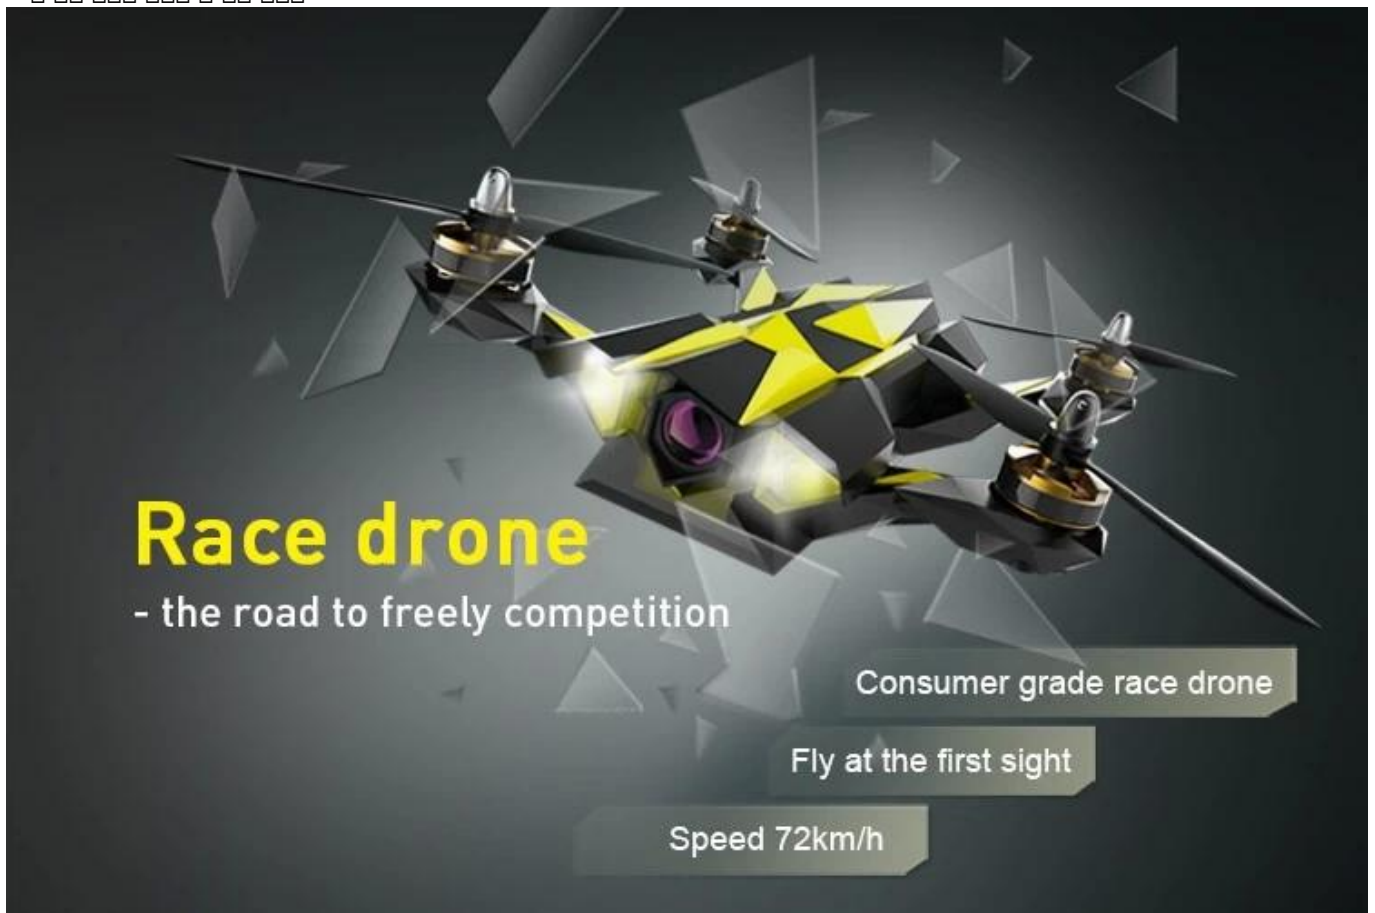 Race drone
- the road to freely competition
Consumer grade race drone
Fly at the first sight
Speed 72km/h